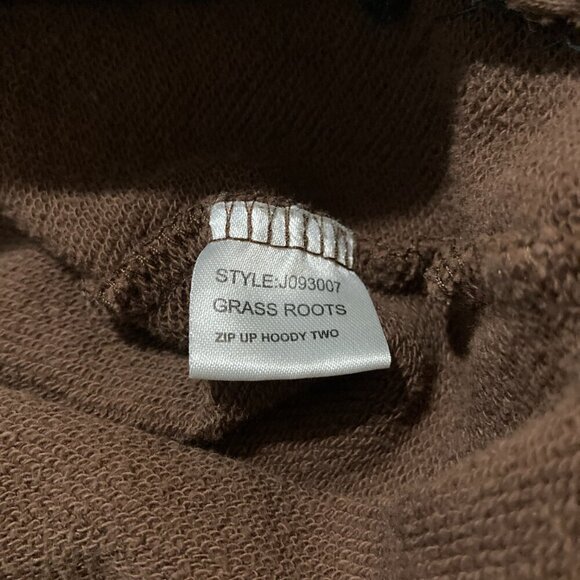 STYLE:J093007
GRASS ROOTS
ZIP UP HOODY TWO